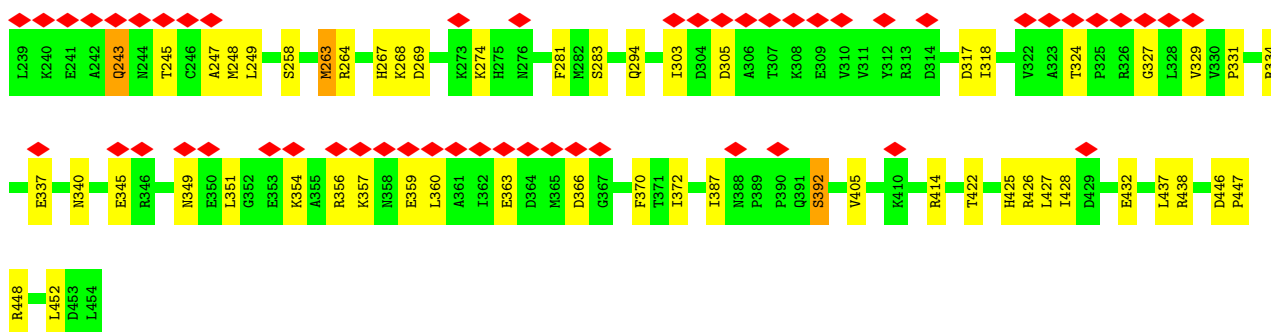 L239 K240 E241 A242 Q243 N244 T245 C246 A247 M248 L249 S258 M263 R264 H267 K268 D269 K273 K274 H275 N276 F281 M282 S283 Q294 I303 D304 D305 A306 T307 K308 E309 V310 V311 Y312 R313 D314 D317 I318 V322 A323 T324 P325 R326 G327 L328 V329 V330 P331 R334
E337 N340 E345 R346 N349 E350 L351 G352 E353 K354 A355 R356 K357 N358 E359 L360 A361 I362 E363 D364 M365 D366 G367 F370 T371 I372 I387 N388 P389 P390 Q391 S392 V405 K410 R414 T422 H425 R426 L427 I428 D429 E432 L437 R438 D446 P447
R448 L452 D453 L454